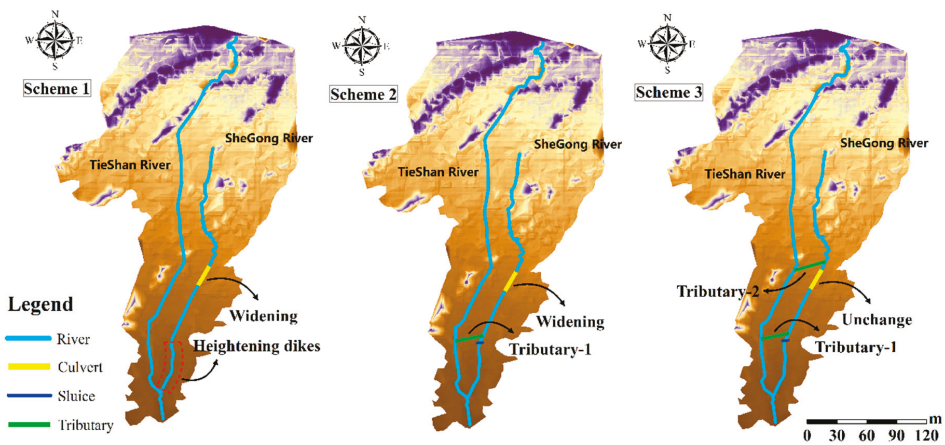 N
W E
S
Scheme 1
SheGong River
TieShan River
Widening
Heightening dikes
Legend
River
Culvert
Sluice
Tributary
N
W E
S
Scheme 2
SheGong River
TieShan River
Widening
Tributary-1
N
W E
S
Scheme 3
SheGong River
TieShan River
Tributary-2
Unchange
Tributary-1
m
0 30 60 90 120